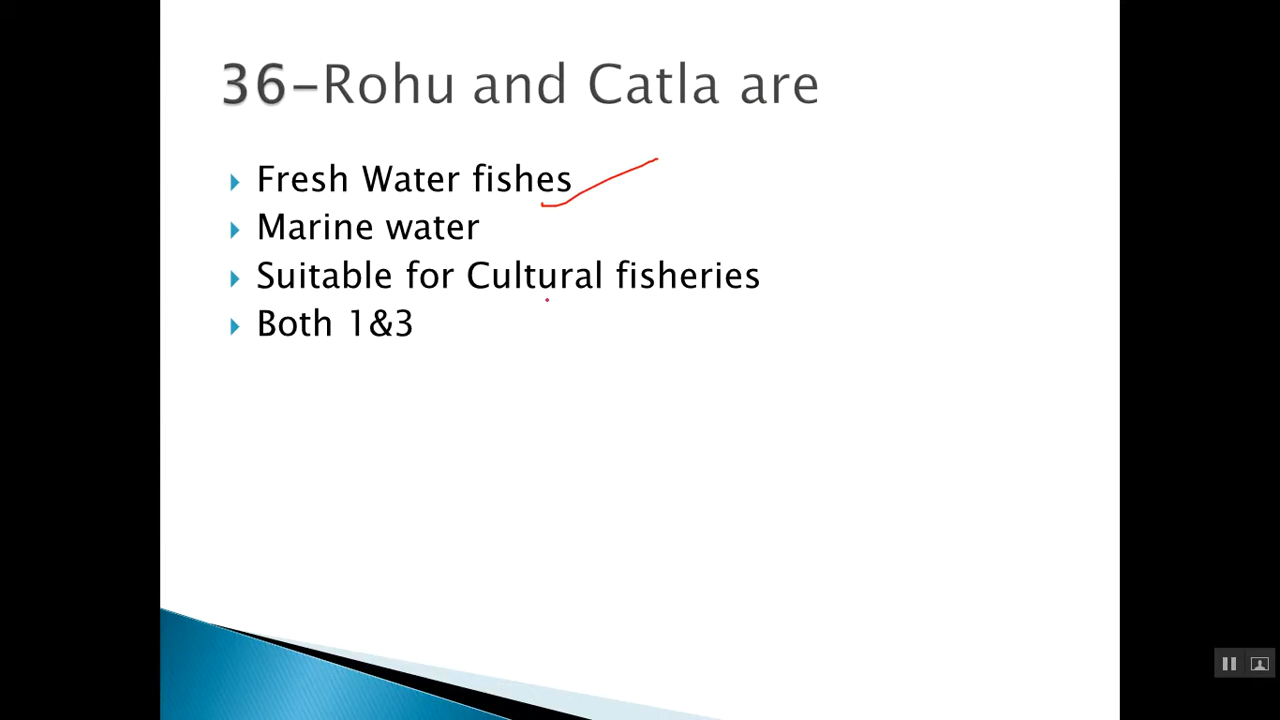 36-Rohu and Catla are
Fresh Water fishes
Marine water
Suitable for Cultural fisheries
Both 1&3